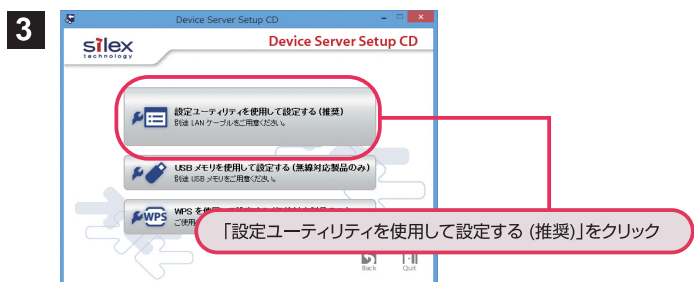 3
Device Server Setup CD
silex
technology
Device Server Setup CD
設定ユーティリティを使用して設定する (推奨)
別途 LAN ケーブルをご用意ください。
USB メモリを使用して設定する (無線対応製品のみ)
別途 USB メモリをご用意ください。
WPS
WPS を使
ご使用
「設定ユーティリティを使用して設定する (推奨)」をクリック
Back
Quit